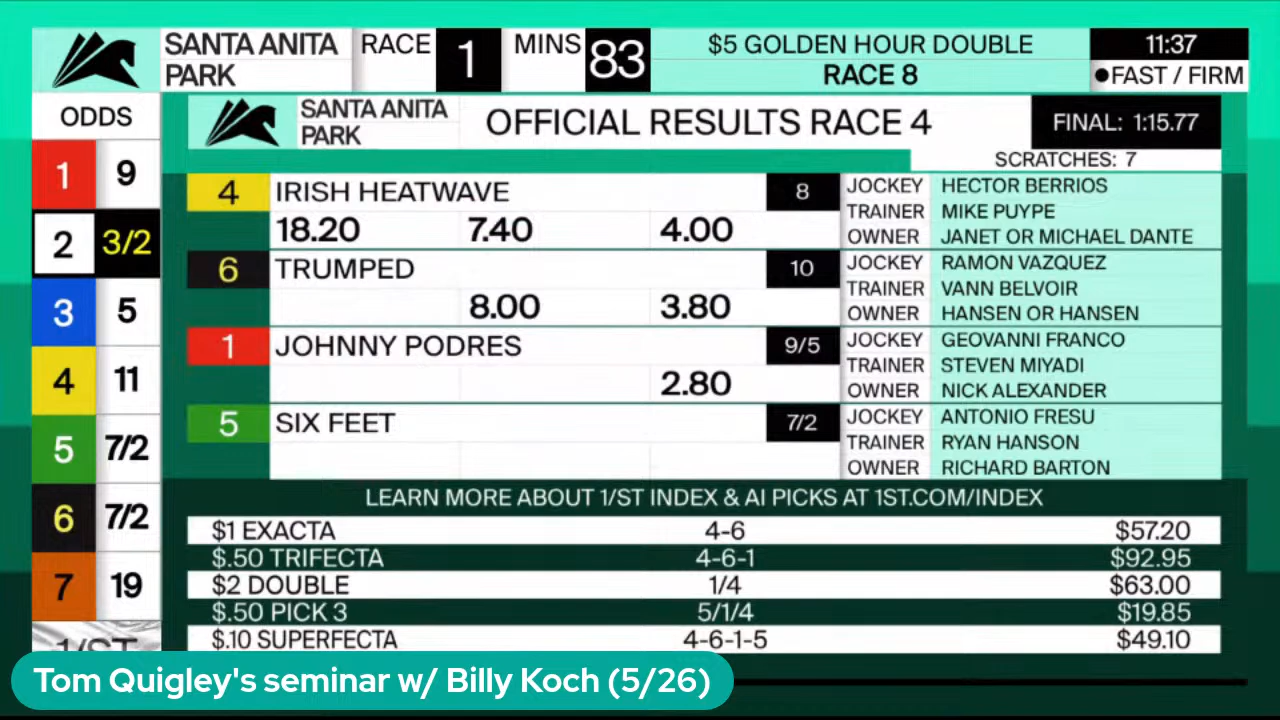 SANTA ANITA PARK RACE 1 MINS 83 $5 GOLDEN HOUR DOUBLE RACE 8 11:37 FAST / FIRM
ODDS
1 9
2 3/2
3 5
4 11
5 7/2
6 7/2
7 19
1/ST
SANTA ANITA PARK OFFICIAL RESULTS RACE 4 FINAL: 1:15.77
SCRATCHES: 7
4 IRISH HEATWAVE 8 JOCKEY HECTOR BERRIOS
TRAINER MIKE PUYPE
18.20 7.40 4.00 OWNER JANET OR MICHAEL DANTE
6 TRUMPED 10 JOCKEY RAMON VAZQUEZ
TRAINER VANN BELVOIR
8.00 3.80 OWNER HANSEN OR HANSEN
1 JOHNNY PODRES 9/5 JOCKEY GEOVANNI FRANCO
TRAINER STEVEN MIYADI
2.80 OWNER NICK ALEXANDER
5 SIX FEET 7/2 JOCKEY ANTONIO FRESU
TRAINER RYAN HANSON
OWNER RICHARD BARTON
LEARN MORE ABOUT 1/ST INDEX & AI PICKS AT 1ST.COM/INDEX
$1 EXACTA 4-6 $57.20
$.50 TRIFECTA 4-6-1 $92.95
$2 DOUBLE 1/4 $63.00
$.50 PICK 3 5/1/4 $19.85
$.10 SUPERFECTA 4-6-1-5 $49.10
Tom Quigley's seminar w/ Billy Koch (5/26)